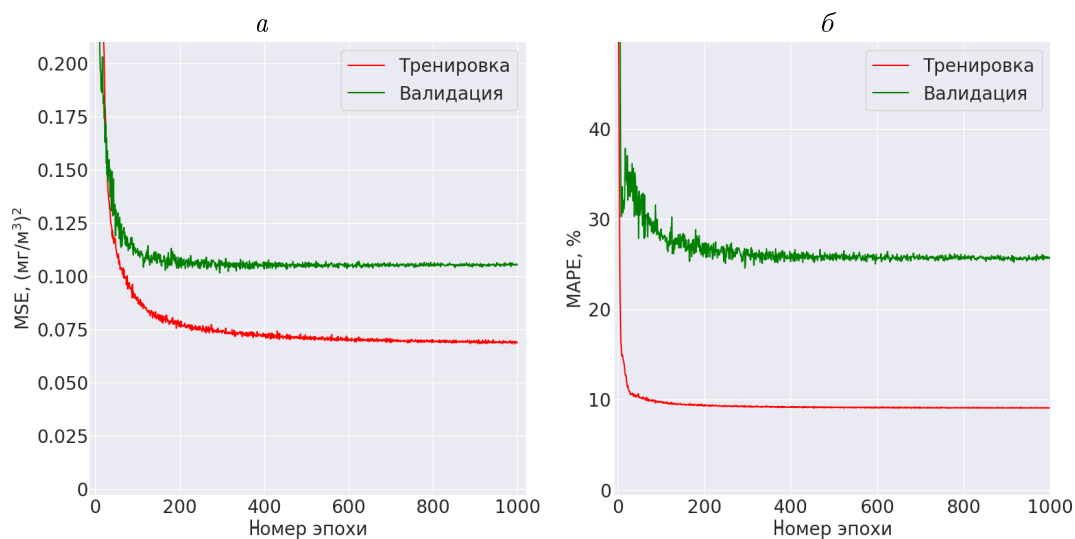 а
0.200
0.175
0.150
0.125
0.100
0.075
0.050
0.025
0
MSE, (мг/м³)²
Тренировка
Валидация
0 200 400 600 800 1000
Номер эпохи
б
40
30
20
10
0
MAPE, %
Тренировка
Валидация
0 200 400 600 800 1000
Номер эпохи